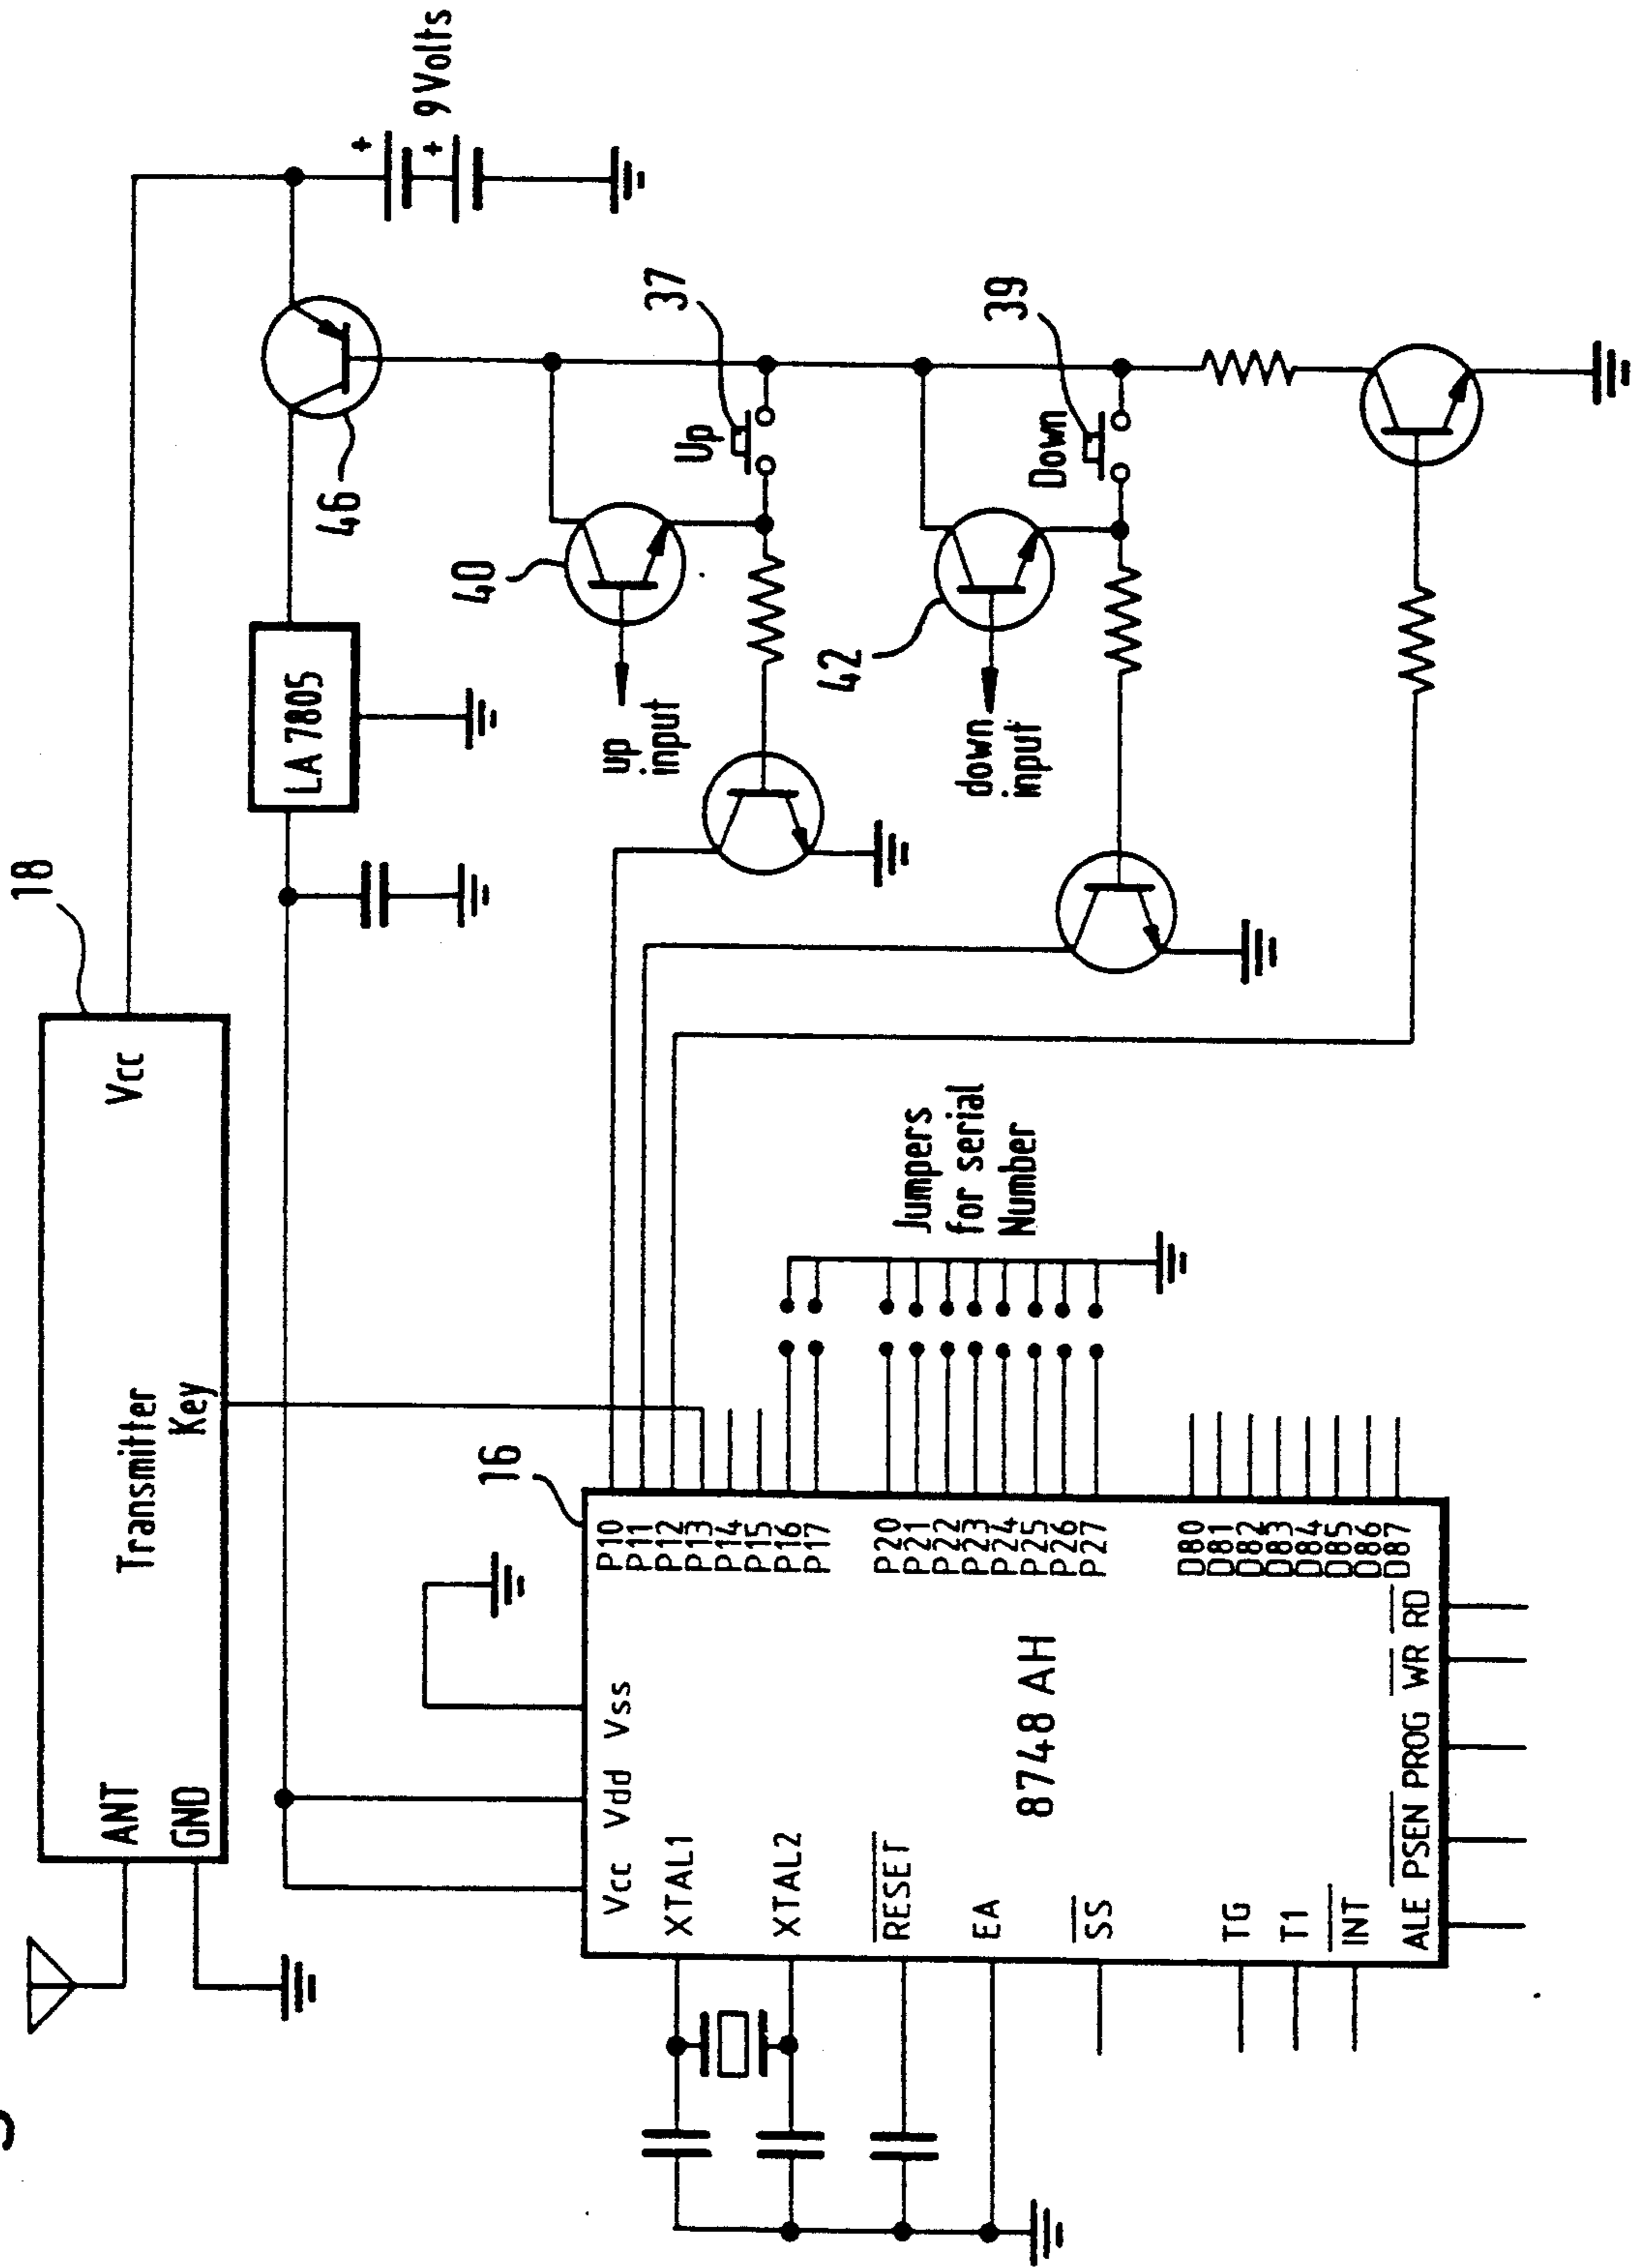 18
Transmitter
Vcc
Key
ANT
GND
9 Volts
+
+
46
LA 7805
40
Up
37
up
input
42
Down
39
down
input
16
Vcc
Vdd
Vss
XTAL1
XTAL2
RESET
EA
SS
TG
T1
INT
8748 AH
P10
P11
P12
P13
P14
P15
P16
P17
P20
P21
P22
P23
P24
P25
P26
P27
D80
D81
D82
D83
D84
D85
D86
D87
ALE
PSEN
PROG
WR
RD
Jumpers
for serial
Number